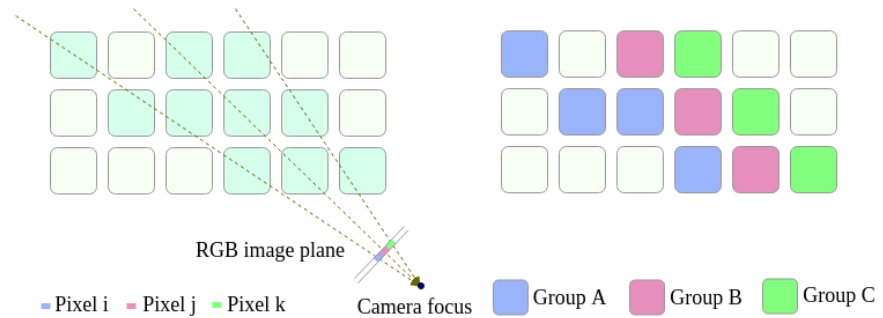 RGB image plane
Pixel i
Pixel j
Pixel k
Camera focus
Group A
Group B
Group C